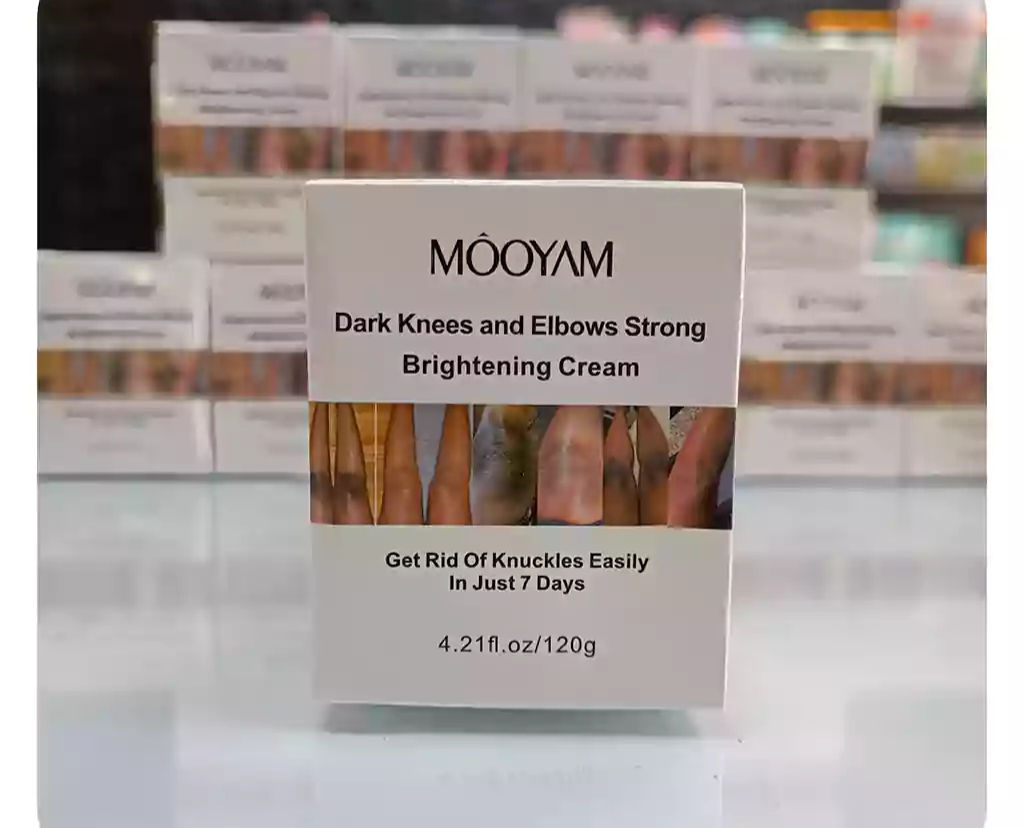 MÔOYAM
Dark Knees and Elbows Strong
Brightening Cream
Get Rid Of Knuckles Easily
In Just 7 Days
4.21fl.oz/120g